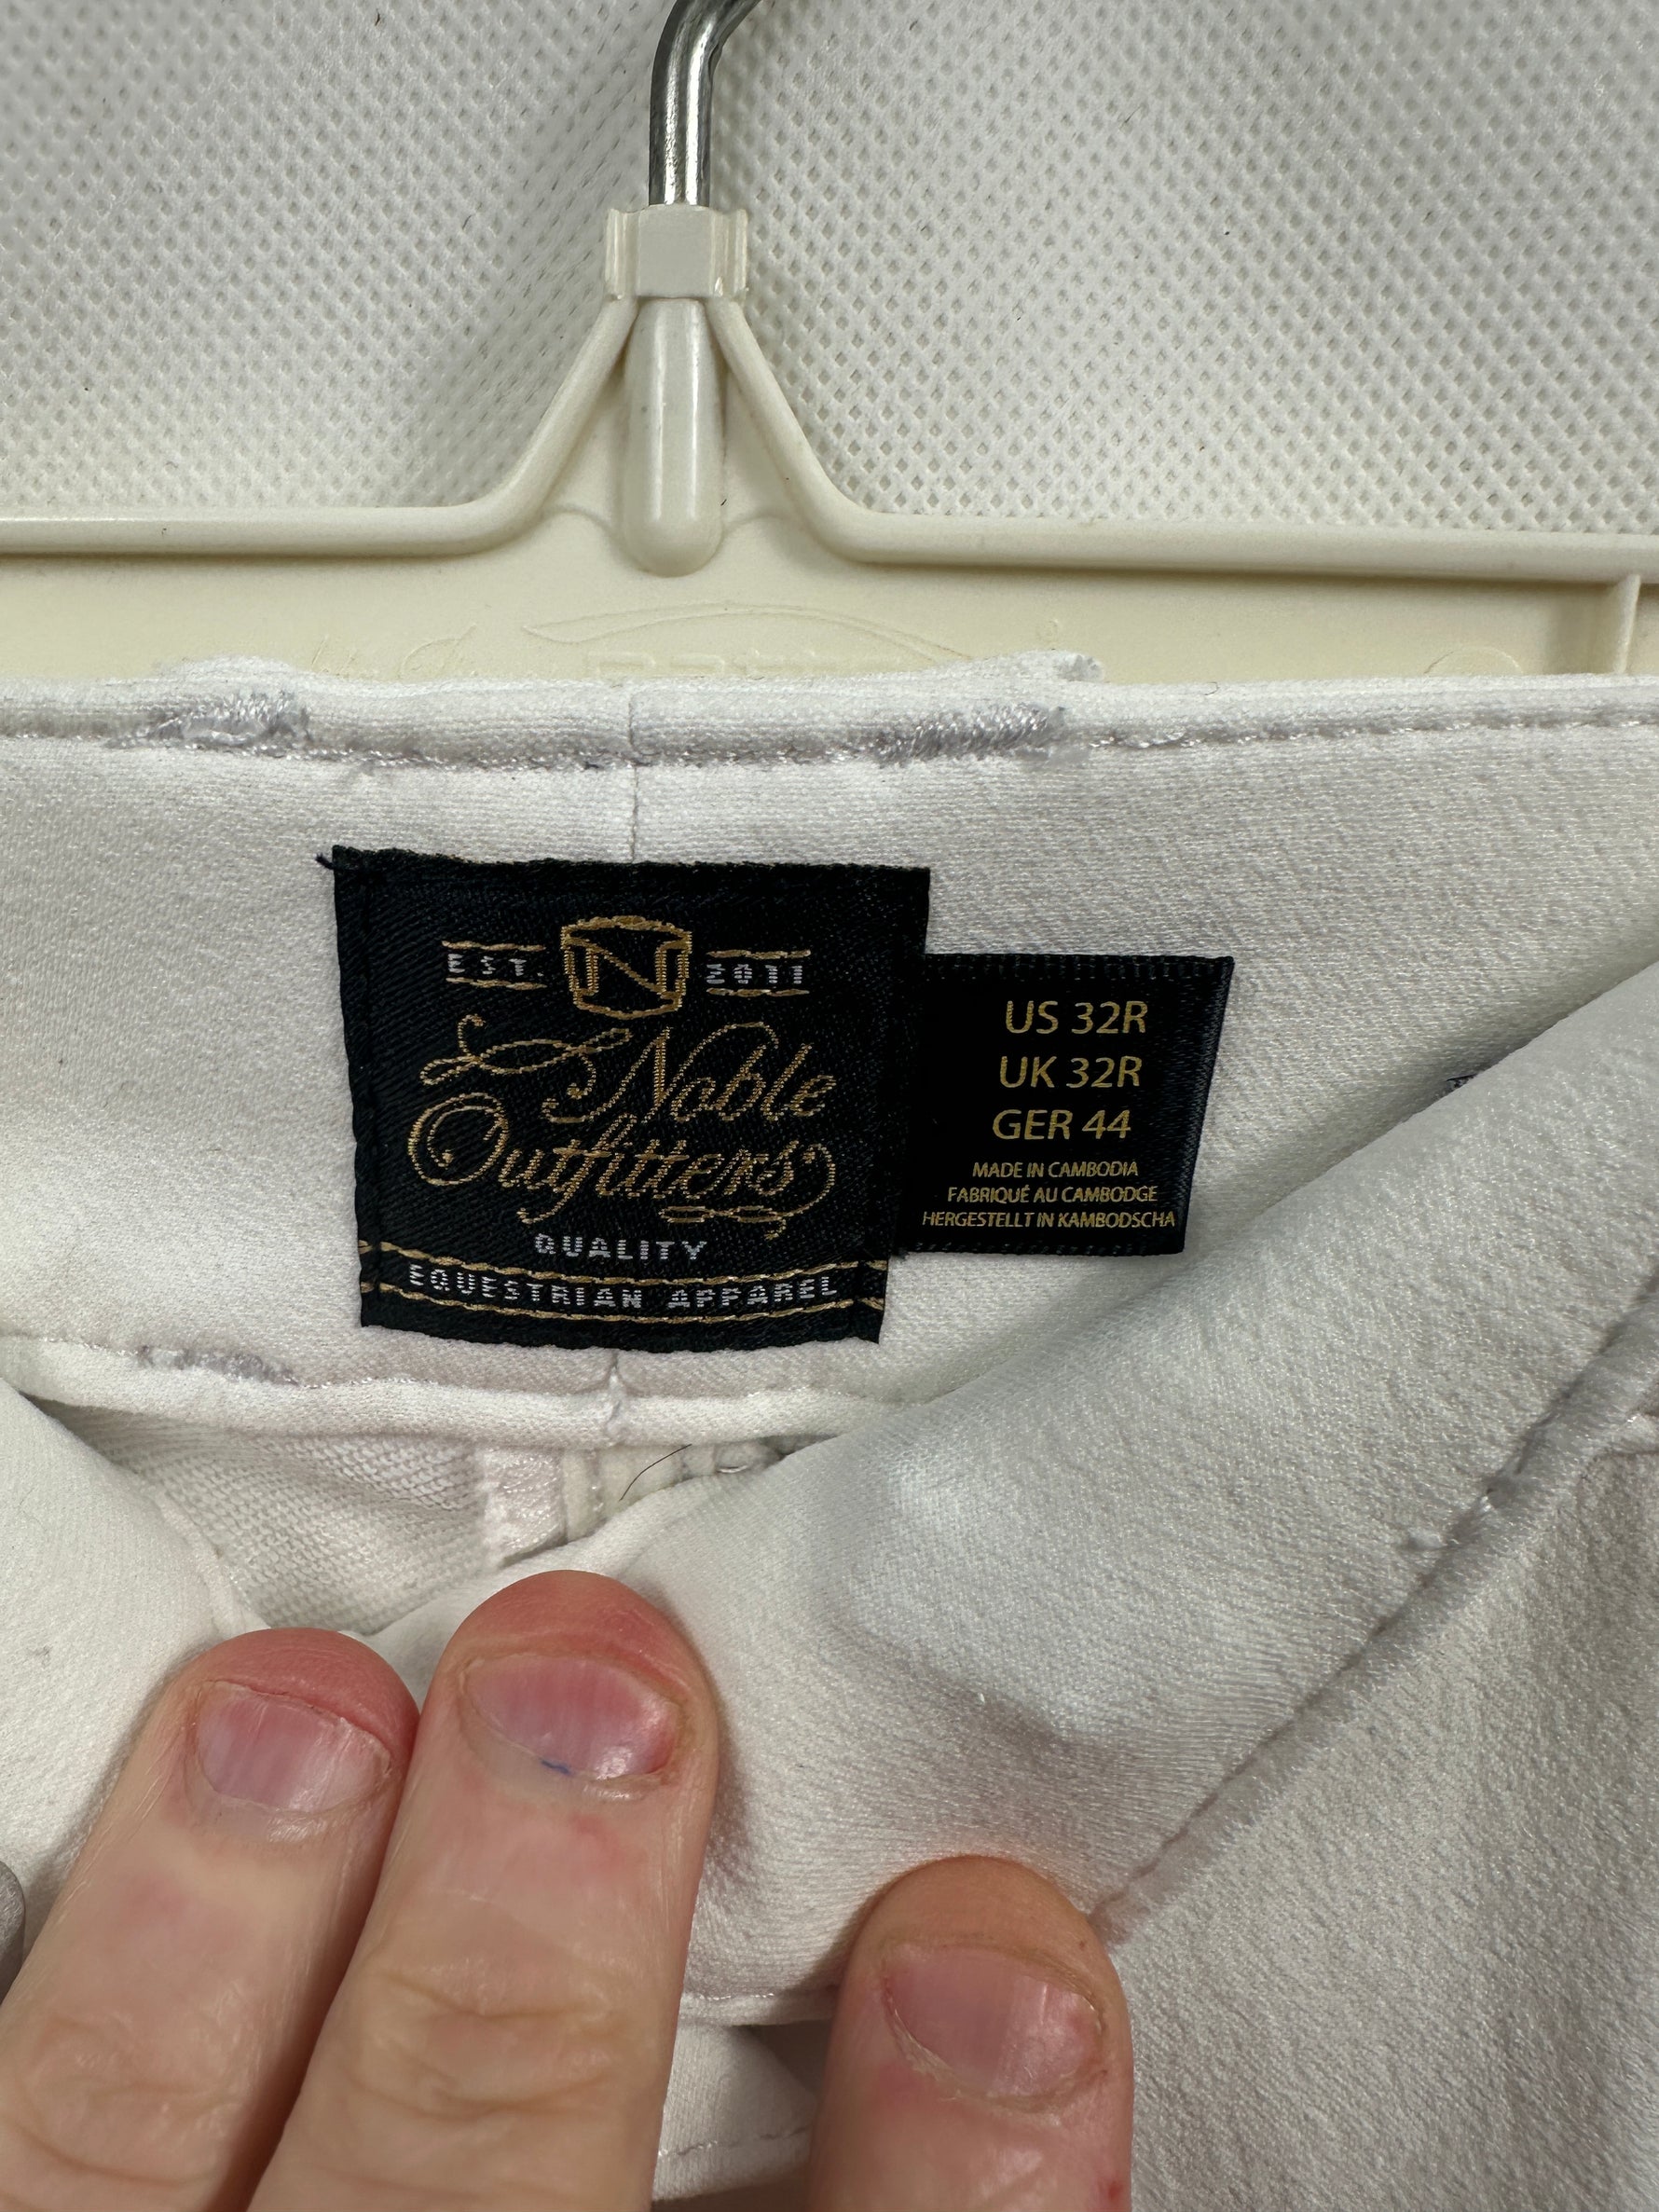 EST. N 2011
Noble
Outfitters
QUALITY
EQUESTRIAN APPAREL
US 32R
UK 32R
GER 44
MADE IN CAMBODIA
FABRIQUÉ AU CAMBODGE
HERGESTELLT IN KAMBODSCHA